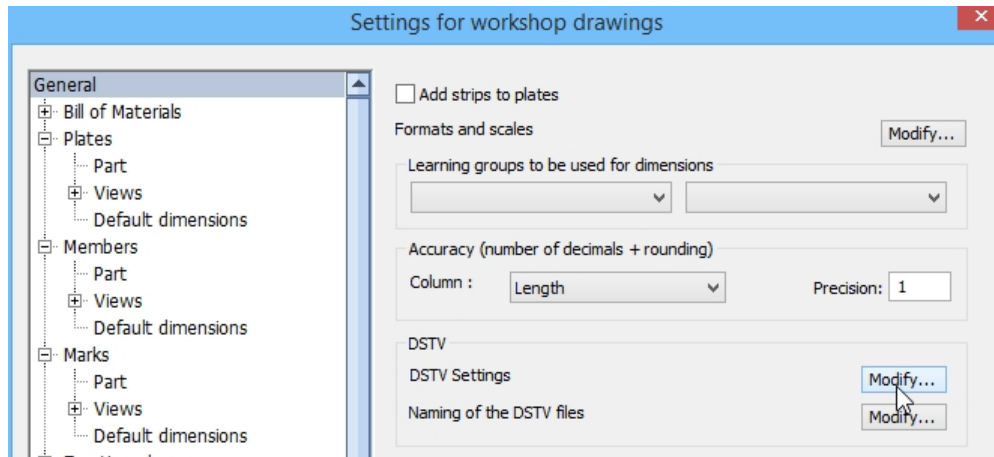 Settings for workshop drawings
General
Bill of Materials
Plates
Part
Views
Default dimensions
Members
Part
Views
Default dimensions
Marks
Part
Views
Default dimensions
Add strips to plates
Formats and scales
Modify...
Learning groups to be used for dimensions
Accuracy (number of decimals + rounding)
Column :
Length
Precision:
1
DSTV
DSTV Settings
Modify...
Naming of the DSTV files
Modify...